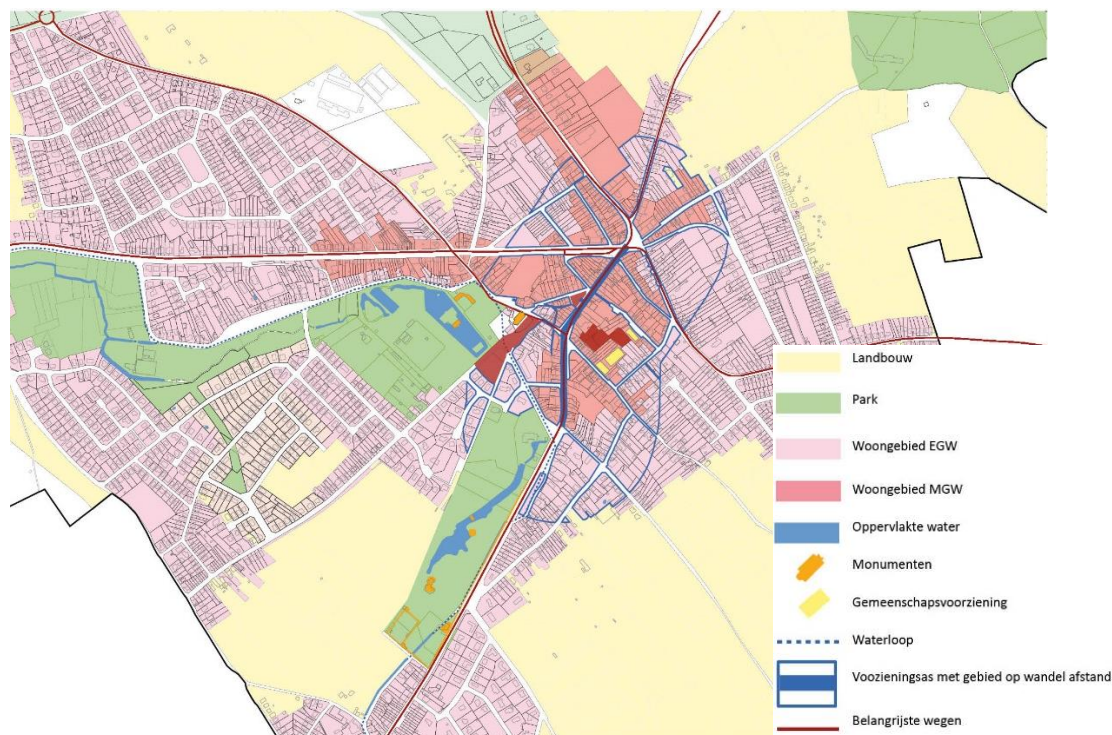 Landbouw
Park
Woongebied EGW
Woongebied MGW
Oppervlakte water
Monumenten
Gemeenschapsvoorziening
Waterloop
Voozieningsas met gebied op wandel afstand
Belangrijste wegen